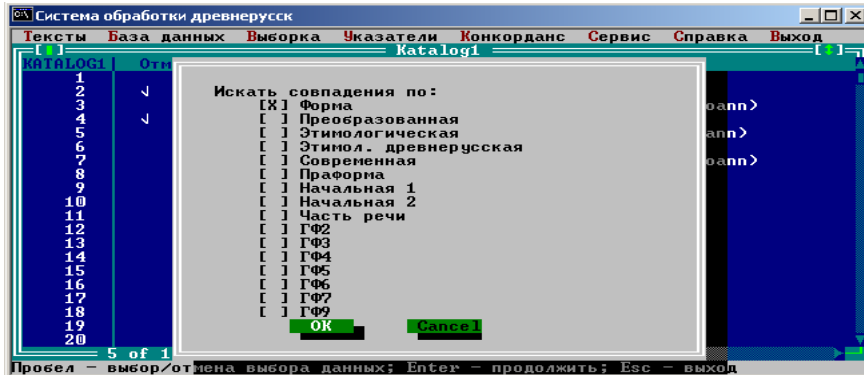 Система обработки древнерусск
Тексты База данных Выборка Указатели Конкорданс Сервис Справка Выход
Katalog1
KATALOG1 Отм
1
2 √ Искать совпадения по:
3 [X] Форма oann)
4 √ [ ] Преобразованная
5 [ ] Этимологическая ann)
6 [ ] Этимол. древнерусская
7 [ ] Современная oann)
8 [ ] Праформа
9 [ ] Начальная 1
10 [ ] Начальная 2
11 [ ] Часть речи
12 [ ] ГФ2
13 [ ] ГФ3
14 [ ] ГФ4
15 [ ] ГФ5
16 [ ] ГФ6
17 [ ] ГФ7
18 [ ] ГФ9
19 OK Cancel
20
5 of 1
Пробел - выбор/отмена выбора данных; Enter - продолжить; Esc - выход